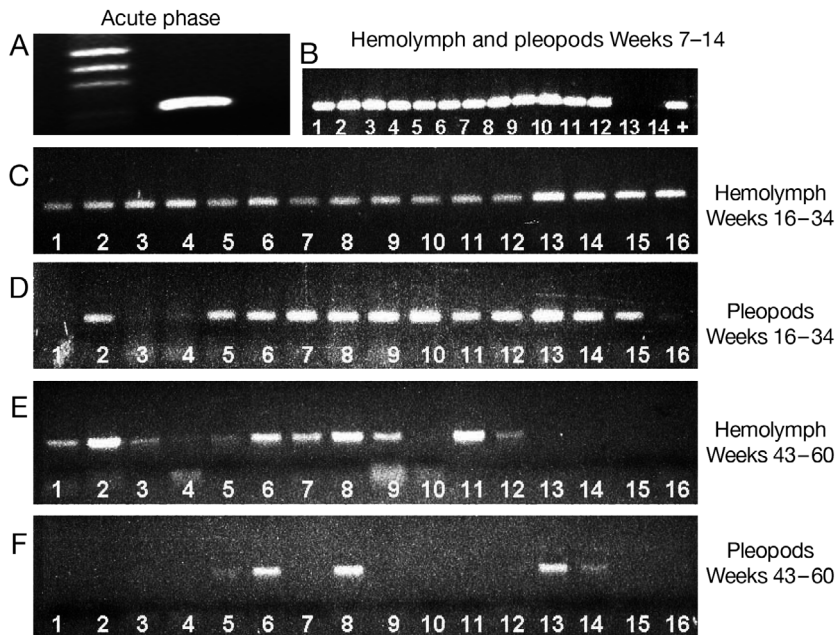 Acute phase
A
Hemolymph and pleopods Weeks 7–14
B
1 2 3 4 5 6 7 8 9 10 11 12 13 14 +
C
Hemolymph
Weeks 16–34
1 2 3 4 5 6 7 8 9 10 11 12 13 14 15 16
D
Pleopods
Weeks 16–34
1 2 3 4 5 6 7 8 9 10 11 12 13 14 15 16
E
Hemolymph
Weeks 43–60
1 2 3 4 5 6 7 8 9 10 11 12 13 14 15 16
F
Pleopods
Weeks 43–60
1 2 3 4 5 6 7 8 9 10 11 12 13 14 15 16